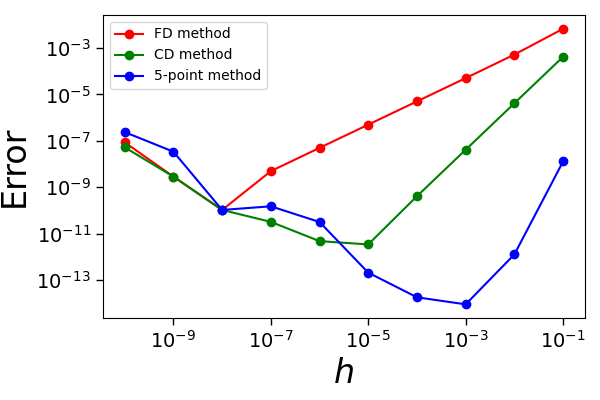 FD method
CD method
5-point method
10⁻³
10⁻⁵
10⁻⁷
10⁻⁹
10⁻¹¹
10⁻¹³
Error
10⁻⁹ 10⁻⁷ 10⁻⁵ 10⁻³ 10⁻¹
h